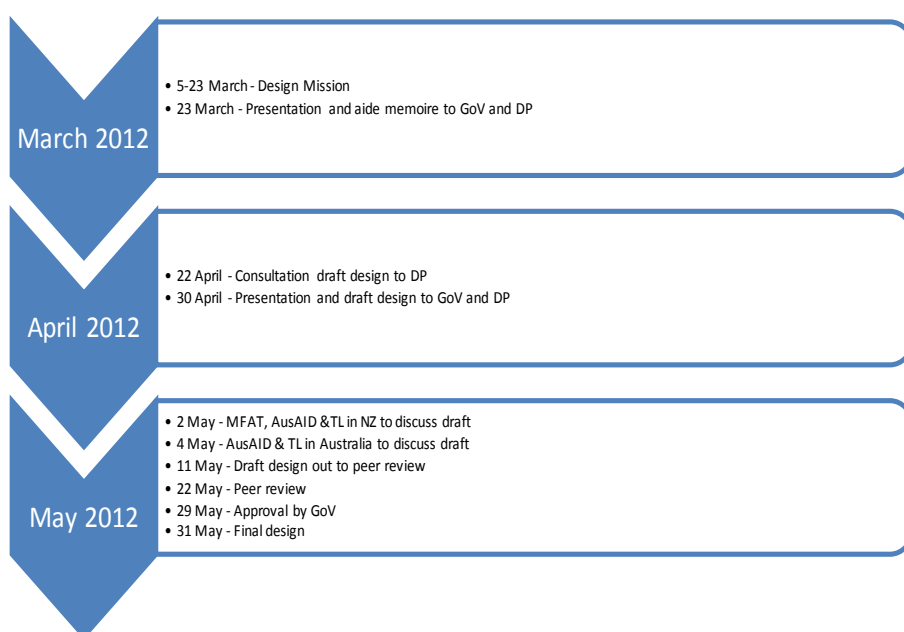 March 2012
• 5-23 March - Design Mission
• 23 March - Presentation and aide memoire to GoV and DP
April 2012
• 22 April - Consultation draft design to DP
• 30 April - Presentation and draft design to GoV and DP
May 2012
• 2 May - MFAT, AusAID &TL in NZ to discuss draft
• 4 May - AusAID & TL in Australia to discuss draft
• 11 May - Draft design out to peer review
• 22 May - Peer review
• 29 May - Approval by GoV
• 31 May - Final design